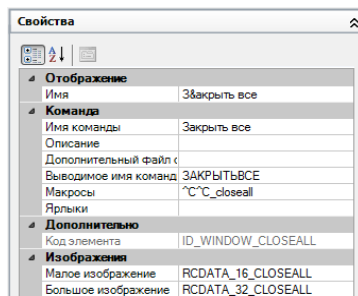 Свойства
Отображение
Имя З&акрыть все
Команда
Имя команды Закрыть все
Описание
Дополнительный файл с
Выводимое имя команд ЗАКРЫТЬВСЕ
Макросы ^C^C_closeall
Ярлыки
Дополнительно
Код элемента ID_WINDOW_CLOSEALL
Изображения
Малое изображение RCDATA_16_CLOSEALL
Большое изображение RCDATA_32_CLOSEALL